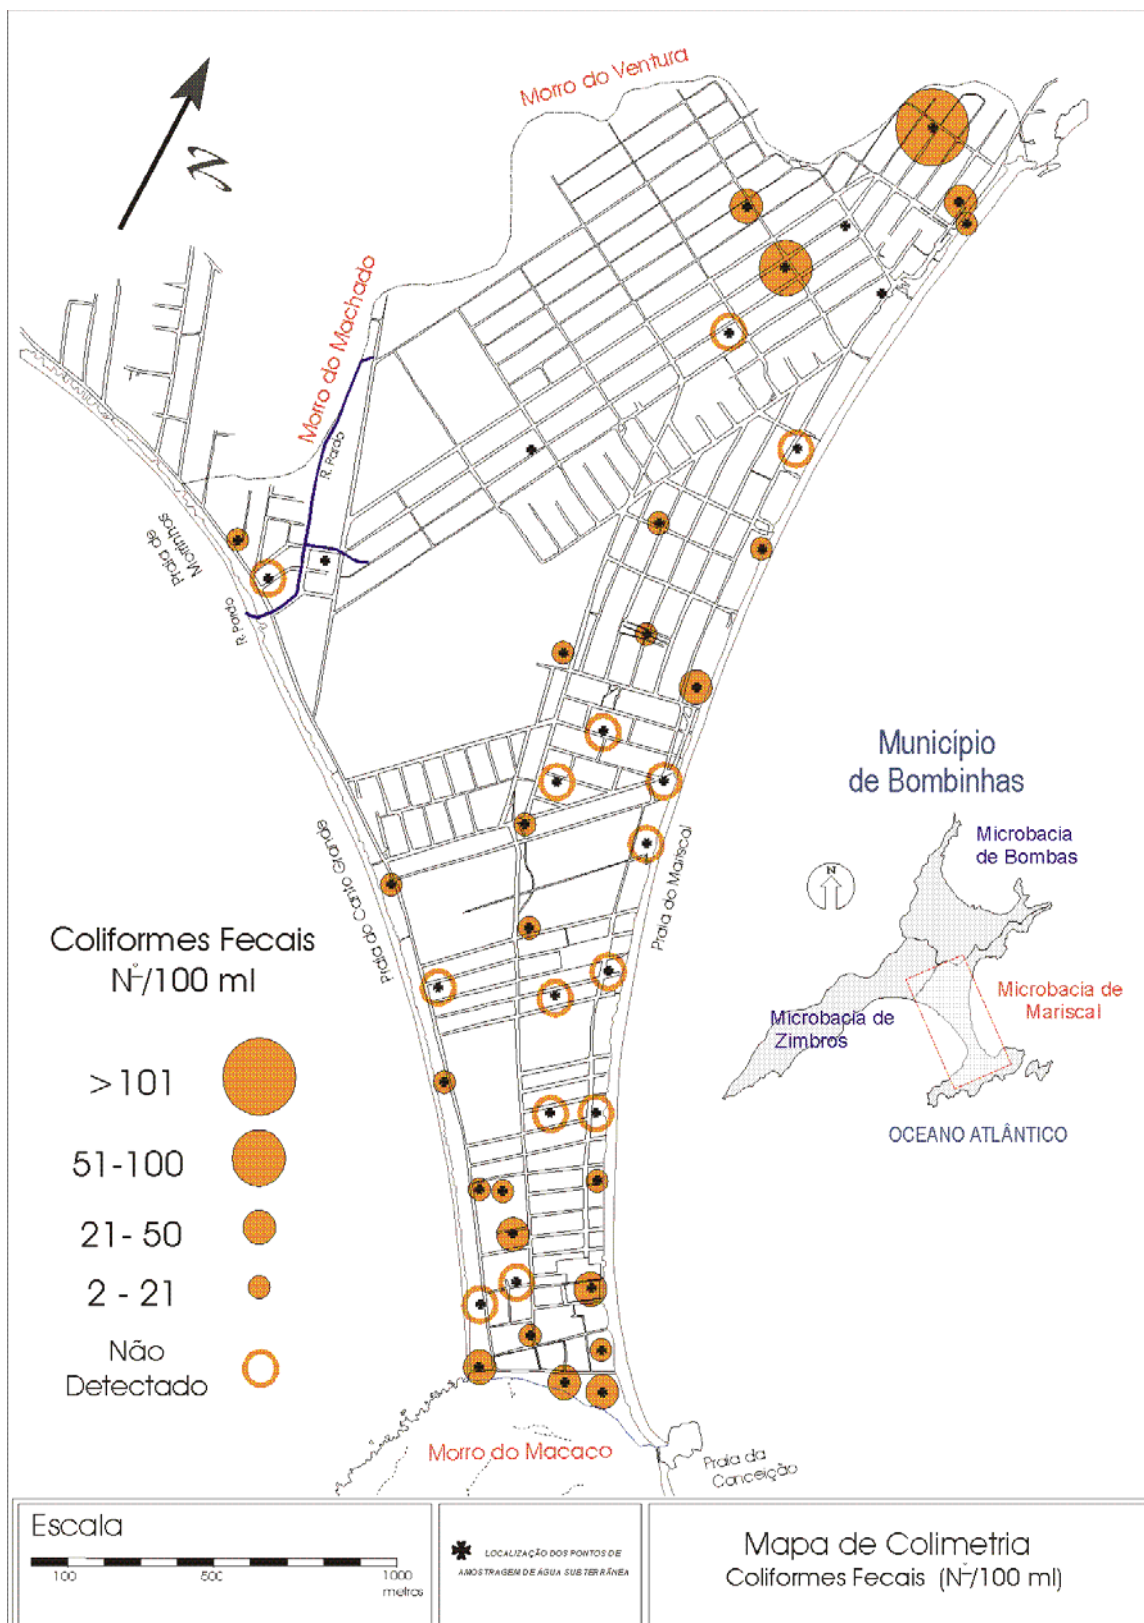 Morro do Ventura
N
Morro do Machado
R. Pardo
Praia de
Morrinhos
R. Pardo
Município
de Bombinhas
Microbacia
de Bombas
N
Microbacia de
Mariscal
Microbacia de
Zimbros
OCEANO ATLÂNTICO
Praia do Canto Grande
Praia do Mariscal
Coliformes Fecais
Nº/100 ml
>101
51-100
21- 50
2 - 21
Não
Detectado
Morro do Macaco
Praia da
Conceição
Escala
100 500 1000
metros
LOCALIZAÇÃO DOS PONTOS DE
AMOSTRAGEM DE ÁGUA SUBTERRÂNEA
Mapa de Colimetria
Coliformes Fecais (Nº/100 ml)